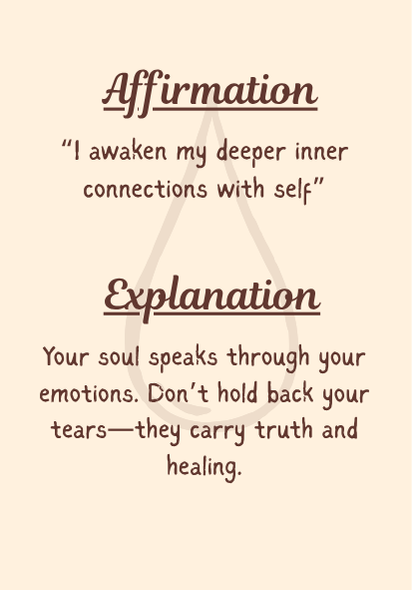 Affirmation
“I awaken my deeper inner
connections with self”
Explanation
Your soul speaks through your
emotions. Don’t hold back your
tears—they carry truth and
healing.